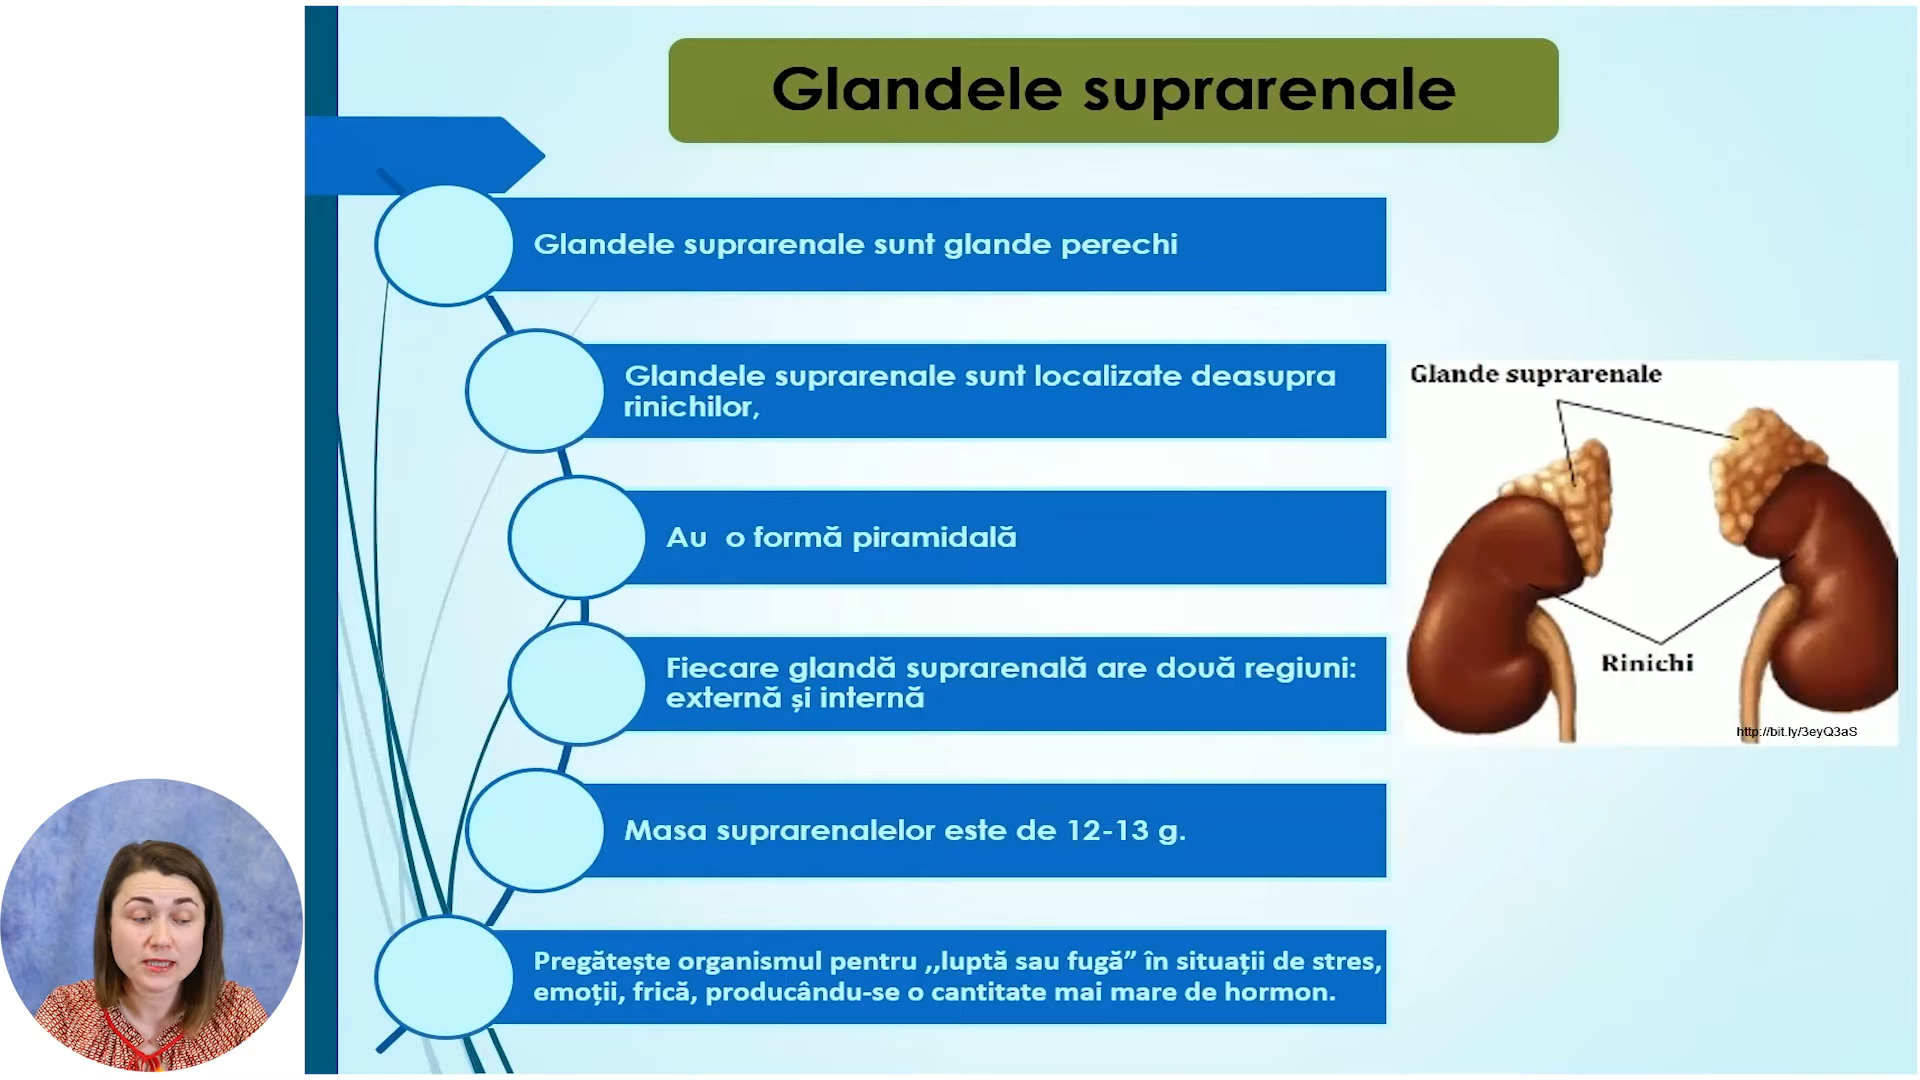 Glandele suprarenale
Glandele suprarenale sunt glande perechi
Glandele suprarenale sunt localizate deasupra
rinichilor,
Au o formă piramidală
Fiecare glandă suprarenală are două regiuni:
externă și internă
Masa suprarenalelor este de 12-13 g.
Pregătește organismul pentru ,,luptă sau fugă” în situații de stres,
emoții, frică, producându-se o cantitate mai mare de hormon.
Glande suprarenale
Rinichi
http://bit.ly/3eyQ3aS